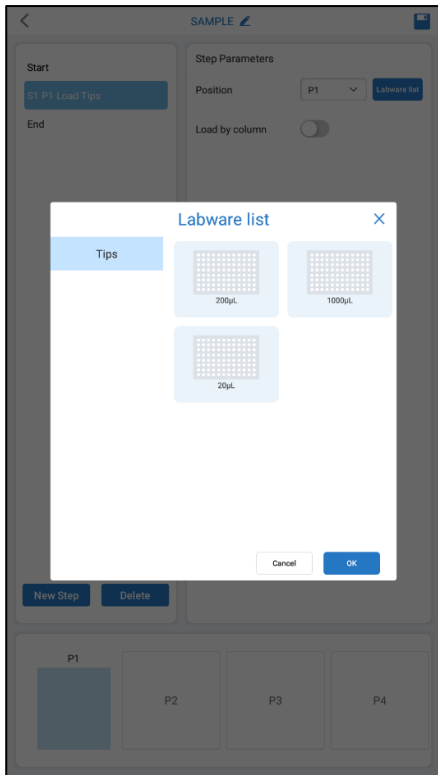 SAMPLE
Start
S1 P1 Load Tips
End
Step Parameters
Position
P1
Labware list
Load by column
Labware list
Tips
200μL
1000μL
20μL
Cancel
OK
New Step
Delete
P1
P2
P3
P4